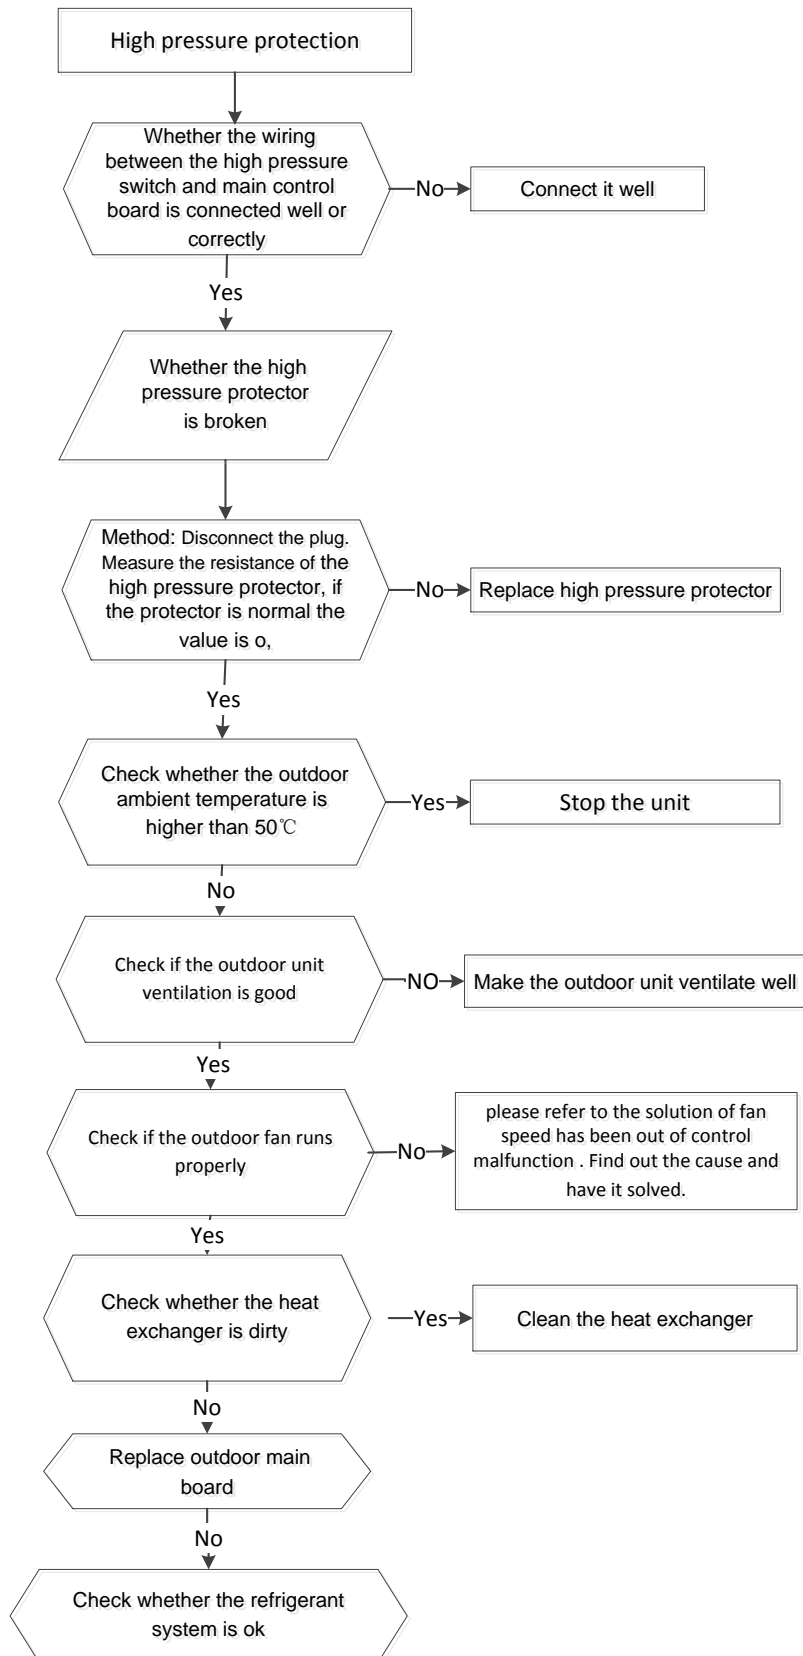 High pressure protection
Whether the wiring
between the high pressure
switch and main control
board is connected well or
correctly
No
Connect it well
Yes
Whether the high
pressure protector
is broken
Method: Disconnect the plug.
Measure the resistance of the
high pressure protector, if
the protector is normal the
value is o,
No
Replace high pressure protector
Yes
Check whether the outdoor
ambient temperature is
higher than 50℃
Yes
Stop the unit
No
Check if the outdoor unit
ventilation is good
NO
Make the outdoor unit ventilate well
Yes
Check if the outdoor fan runs
properly
No
please refer to the solution of fan
speed has been out of control
malfunction . Find out the cause and
have it solved.
Yes
Check whether the heat
exchanger is dirty
Yes
Clean the heat exchanger
No
Replace outdoor main
board
No
Check whether the refrigerant
system is ok